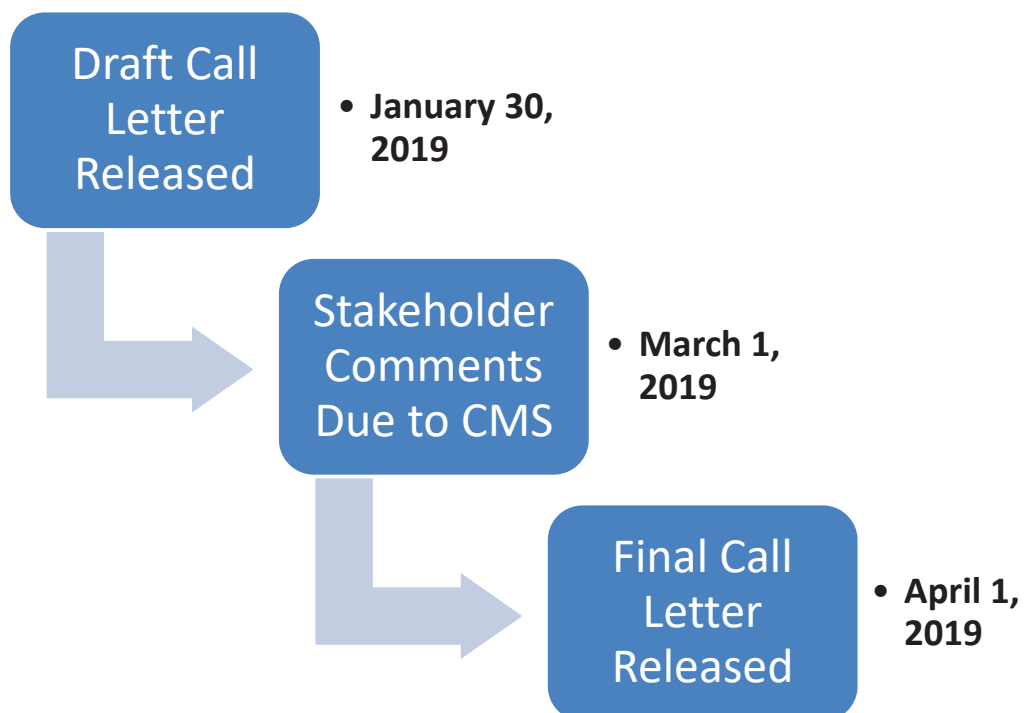 Draft Call
Letter
Released
• January 30,
2019
Stakeholder
Comments
Due to CMS
• March 1,
2019
Final Call
Letter
Released
• April 1,
2019